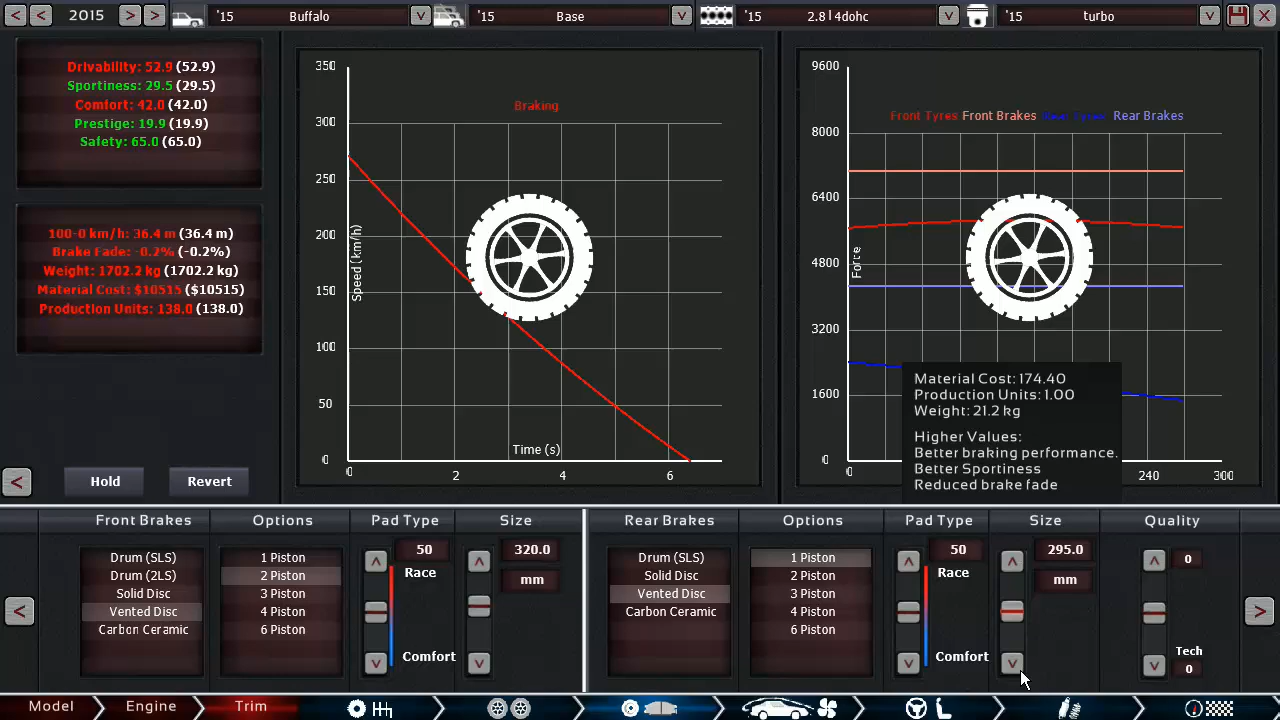 2015
'15 Buffalo
'15 Base
'15 2.8 l 4dohc
'15 turbo
Drivability: 52.9 (52.9)
Sportiness: 29.5 (29.5)
Comfort: 42.0 (42.0)
Prestige: 19.9 (19.9)
Safety: 65.0 (65.0)
100-0 km/h: 36.4 m (36.4 m)
Brake Fade: -0.2% (-0.2%)
Weight: 1702.2 kg (1702.2 kg)
Material Cost: $10515 ($10515)
Production Units: 138.0 (138.0)
Hold
Revert
350
300
250
200
150
100
50
0
Braking
Speed (km/h)
Time (s)
0 2 4 6
9600
8000
6400
4800
3200
1600
0
Front Tyres Front Brakes Rear Tyres Rear Brakes
Force
0 240 300
Material Cost: 174.40
Production Units: 1.00
Weight: 21.2 kg
Higher Values:
Better braking performance.
Better Sportiness
Reduced brake fade
Front Brakes
Drum (SLS)
Drum (2LS)
Solid Disc
Vented Disc
Carbon Ceramic
Options
1 Piston
2 Piston
3 Piston
4 Piston
6 Piston
Pad Type
50
Race
Comfort
Size
320.0
mm
Rear Brakes
Drum (SLS)
Solid Disc
Vented Disc
Carbon Ceramic
Options
1 Piston
2 Piston
3 Piston
4 Piston
6 Piston
Pad Type
50
Race
Comfort
Size
295.0
mm
Quality
0
Tech
0
Model
Engine
Trim